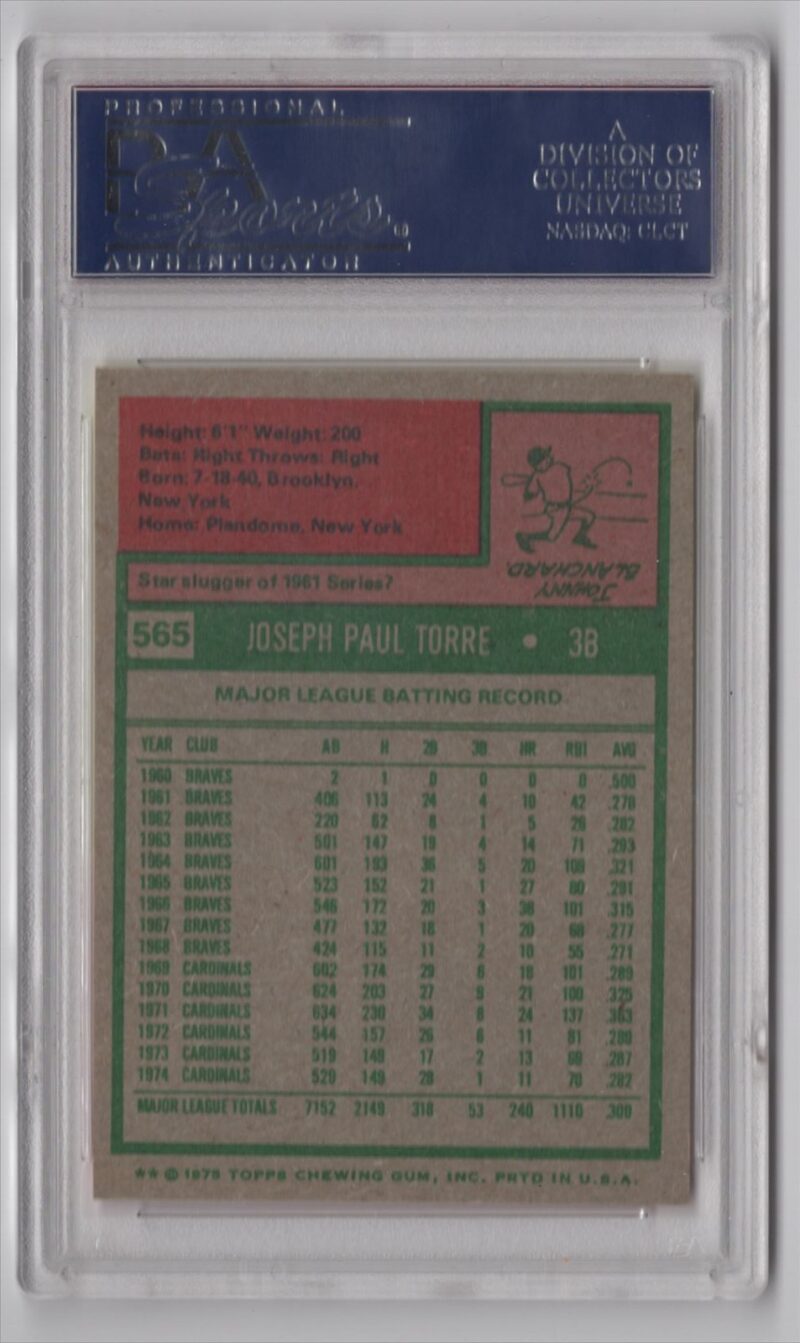 PROFESSIONAL
PSA
Sports
AUTHENTICATOR
A
DIVISION OF
COLLECTORS
UNIVERSE
NASDAQ: CLCT
Height: 6'1" Weight: 200
Bats: Right Throws: Right
Born: 7-18-40, Brooklyn,
New York
Home: Plandome, New York
JOHNNY
BLANCHARD
Star slugger of 1961 Series?
565 JOSEPH PAUL TORRE • 3B
MAJOR LEAGUE BATTING RECORD
YEAR CLUB AB H 2B 3B HR RBI AVG
1960 BRAVES 2 1 0 0 0 0 .500
1961 BRAVES 406 113 24 4 10 42 .278
1962 BRAVES 220 62 8 1 5 26 .282
1963 BRAVES 501 147 19 4 14 71 .293
1964 BRAVES 601 193 36 5 20 109 .321
1965 BRAVES 523 152 21 1 27 80 .291
1966 BRAVES 546 172 20 3 36 101 .315
1967 BRAVES 477 132 18 1 20 68 .277
1968 BRAVES 424 115 11 2 10 55 .271
1969 CARDINALS 602 174 29 6 18 101 .289
1970 CARDINALS 624 203 27 9 21 100 .325
1971 CARDINALS 634 230 34 8 24 137 .363
1972 CARDINALS 544 157 26 6 11 81 .289
1973 CARDINALS 519 149 17 2 13 69 .287
1974 CARDINALS 529 149 28 1 11 70 .282
MAJOR LEAGUE TOTALS 7152 2149 318 53 240 1110 .300
** © 1975 TOPPS CHEWING GUM, INC. PRTD IN U.S.A.